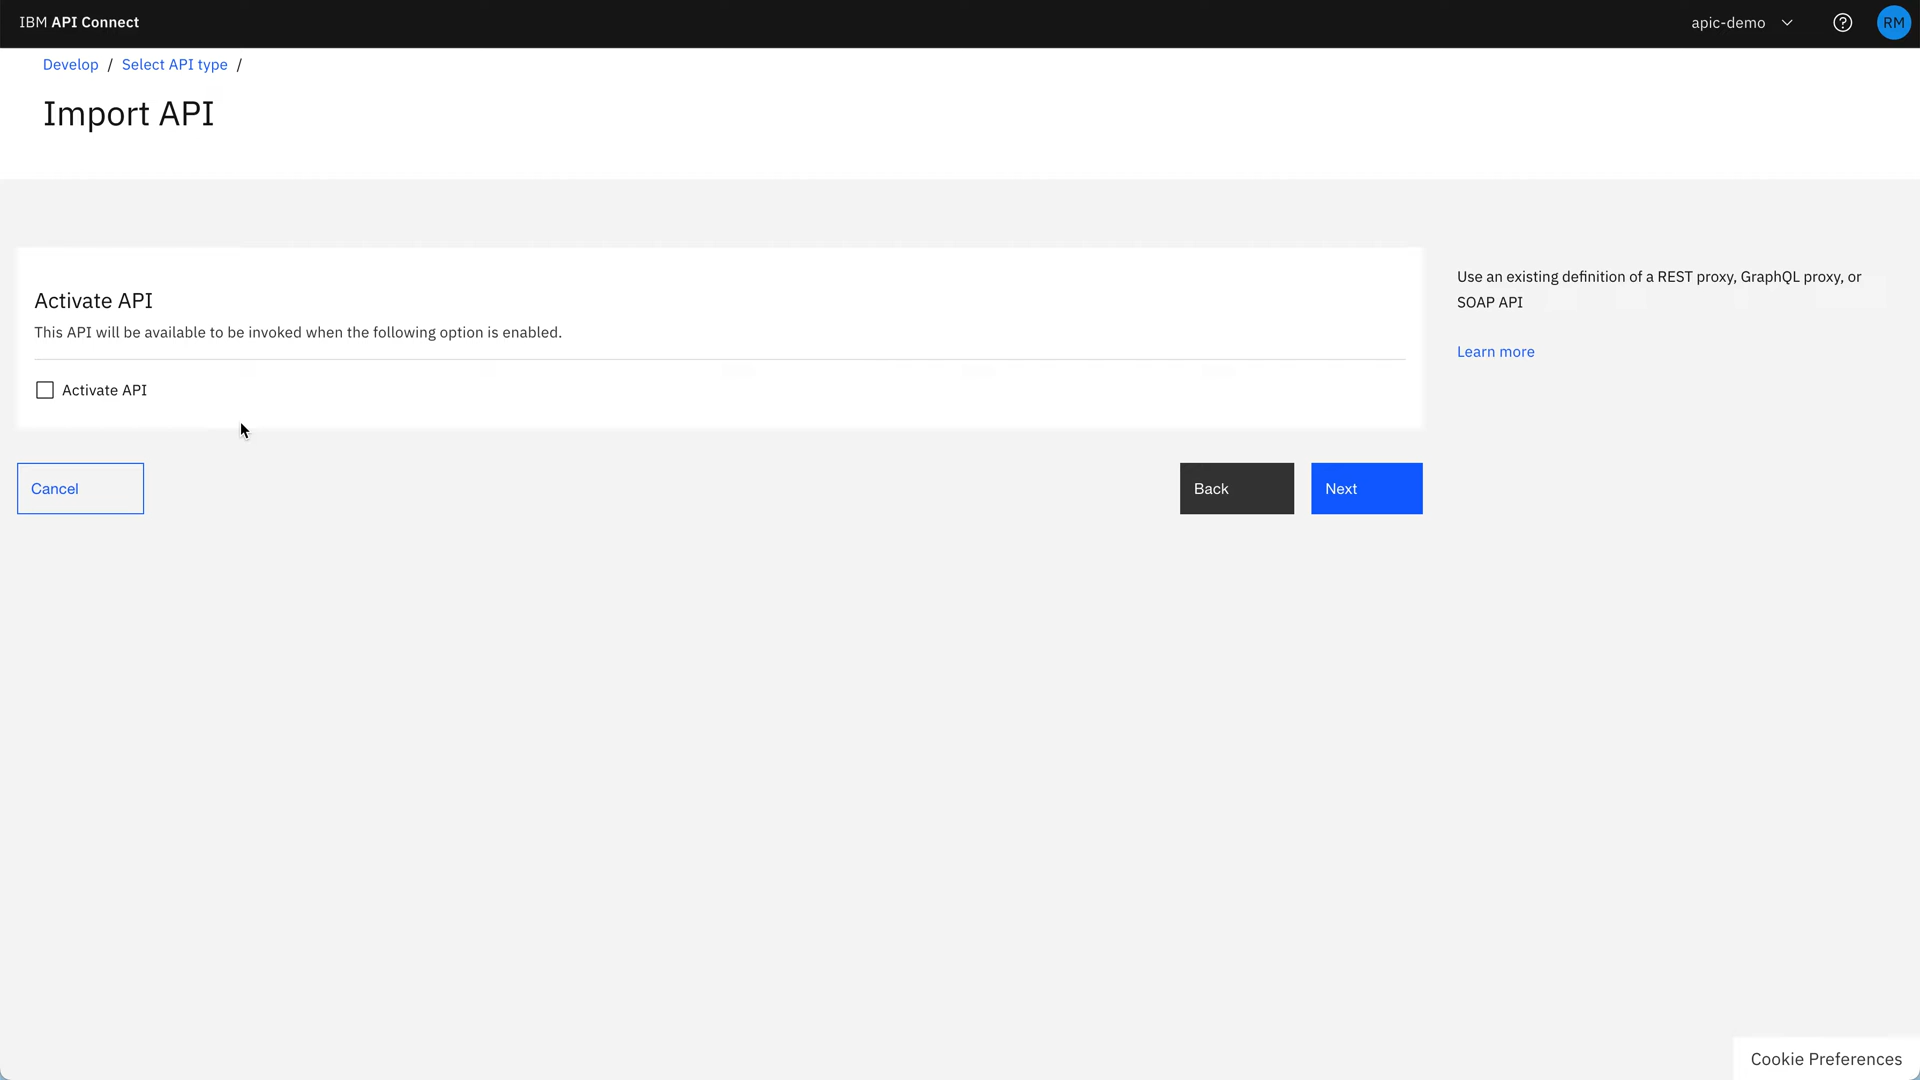 IBM API Connect
apic-demo
RM
Develop / Select API type /
Import API
Activate API
This API will be available to be invoked when the following option is enabled.
Activate API
Use an existing definition of a REST proxy, GraphQL proxy, or
SOAP API
Learn more
Cancel
Back
Next
Cookie Preferences